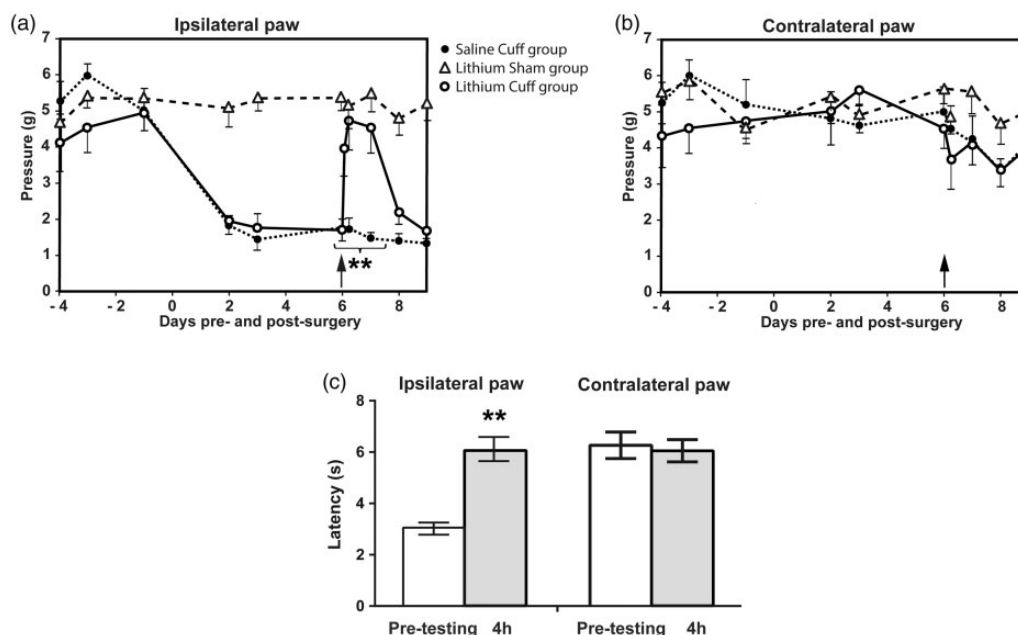 (a)
Ipsilateral paw
Pressure (g)
7
6
5
4
3
2
1
0
**
- 4 - 2 0 2 4 6 8
Days pre- and post-surgery
Saline Cuff group
Lithium Sham group
Lithium Cuff group
(b)
Contralateral paw
Pressure (g)
7
6
5
4
3
2
1
0
- 4 - 2 0 2 4 6 8
Days pre- and post-surgery
(c)
Ipsilateral paw Contralateral paw
Latency (s)
8
6
4
2
0
**
Pre-testing 4h Pre-testing 4h